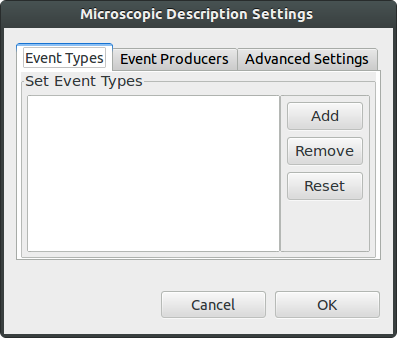 Microscopic Description Settings
Event Types Event Producers Advanced Settings
Set Event Types
Add
Remove
Reset
Cancel OK